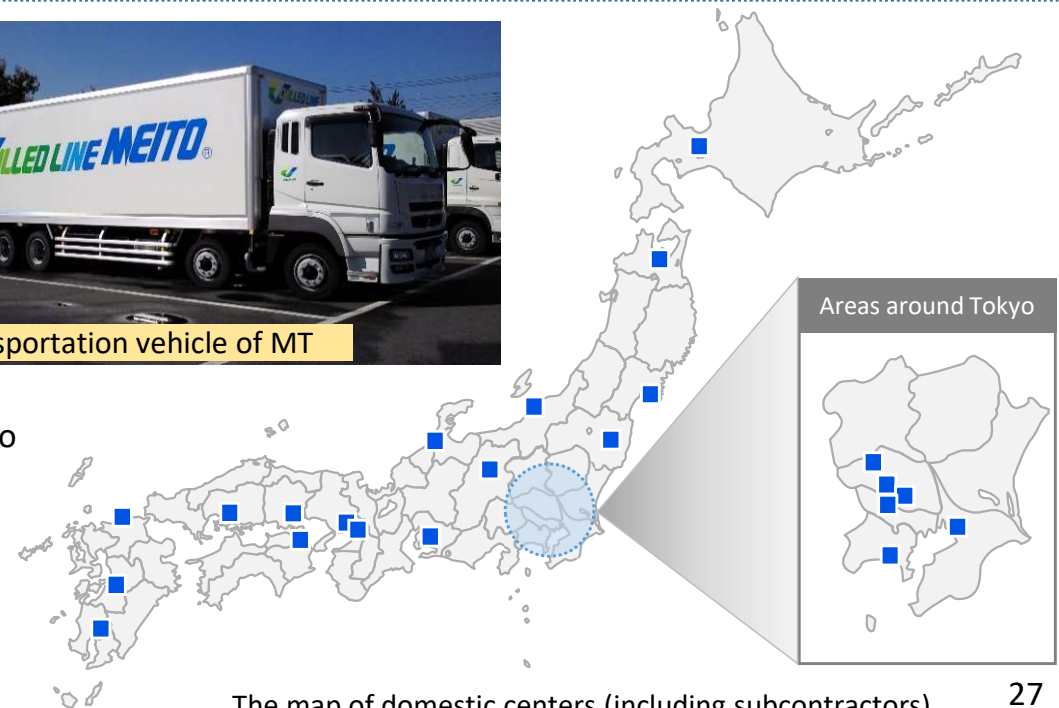 LLED LINE MEITO®
sportation vehicle of MT
o
Areas around Tokyo
The map of domestic centers (including subcontractors)
27